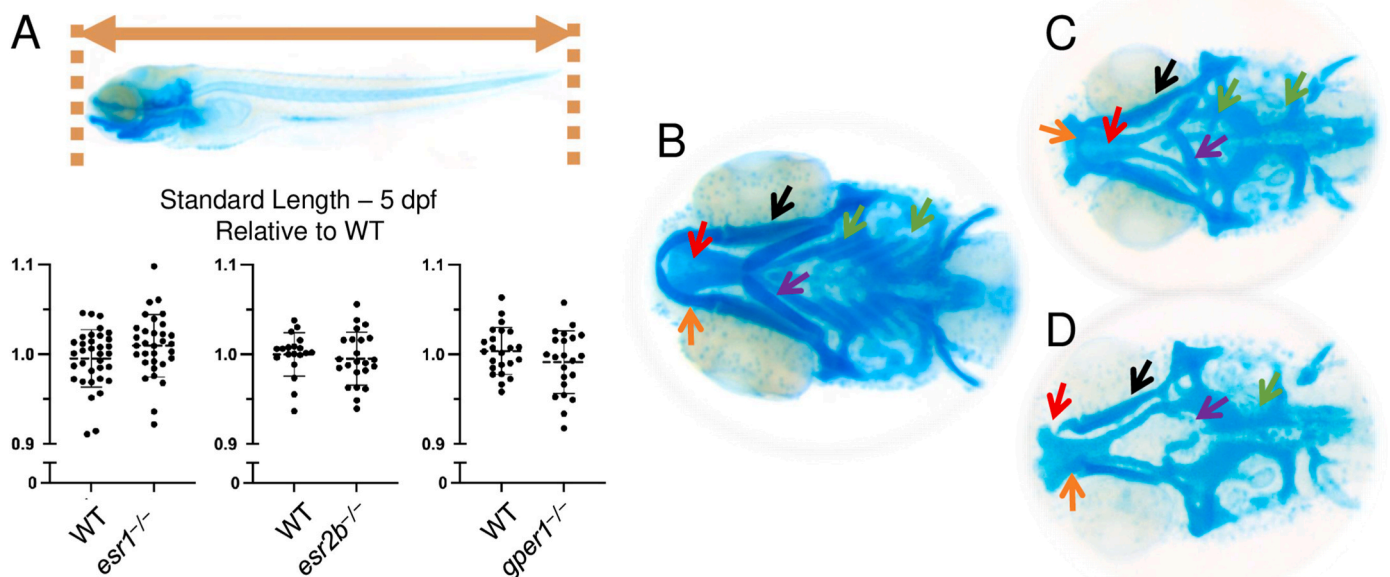 A
Standard Length – 5 dpf
Relative to WT
1.1
1.0
0.9
0
WT
esr1⁻/⁻
1.1
1.0
0.9
0
WT
esr2b⁻/⁻
1.1
1.0
0.9
0
WT
gper1⁻/⁻
B
C
D